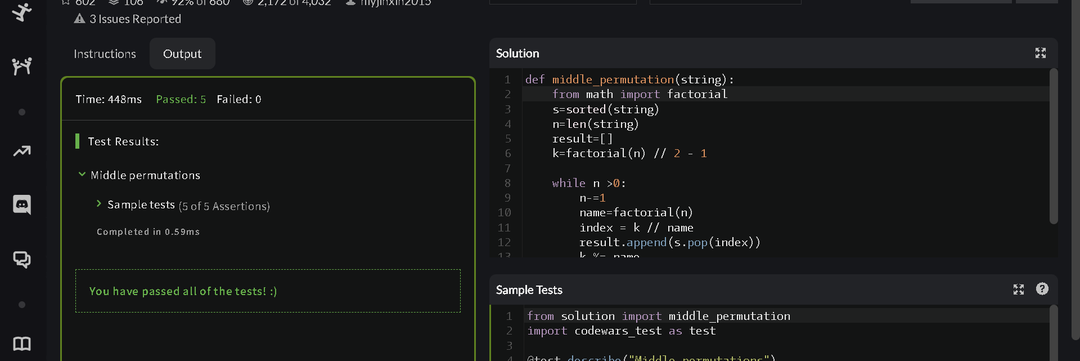 602 106 92% of 680 2,172 of 4,032 myjinxin2015
3 Issues Reported
Instructions Output
Time: 448ms Passed: 5 Failed: 0
Test Results:
Middle permutations
Sample tests (5 of 5 Assertions)
Completed in 0.59ms
You have passed all of the tests! :)
Solution
1 def middle_permutation(string):
2 from math import factorial
3 s=sorted(string)
4 n=len(string)
5 result=[]
6 k=factorial(n) // 2 - 1
7
8 while n >0:
9 n-=1
10 name=factorial(n)
11 index = k // name
12 result.append(s.pop(index))
13 k %= name
Sample Tests
1 from solution import middle_permutation
2 import codewars_test as test
3
4 @test.describe("Middle permutations")